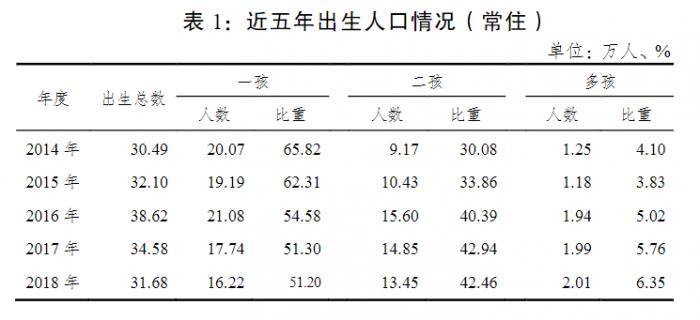 表 1：近五年出生人口情况（常住）
单位：万人、%
年度 出生总数 一孩 二孩 多孩
人数 比重 人数 比重 人数 比重
2014 年 30.49 20.07 65.82 9.17 30.08 1.25 4.10
2015 年 32.10 19.19 62.31 10.43 33.86 1.18 3.83
2016 年 38.62 21.08 54.58 15.60 40.39 1.94 5.02
2017 年 34.58 17.74 51.30 14.85 42.94 1.99 5.76
2018 年 31.68 16.22 51.20 13.45 42.46 2.01 6.35